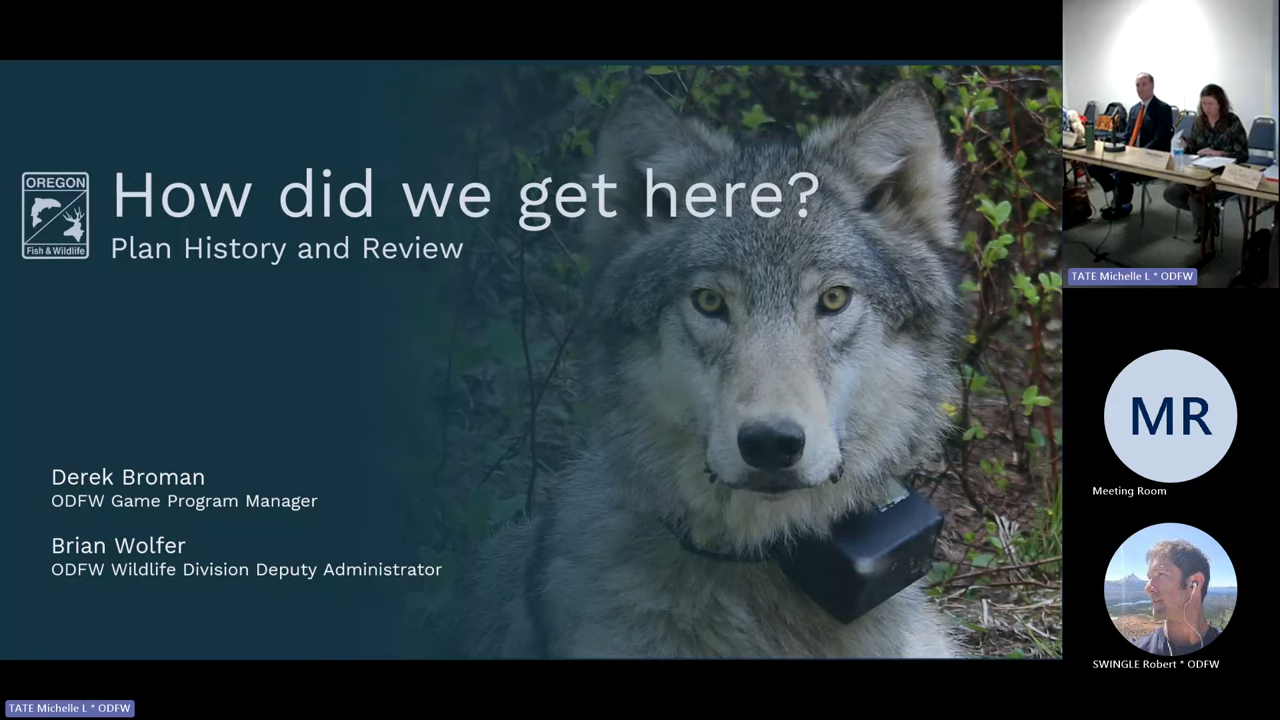 OREGON
Fish & Wildlife
How did we get here?
Plan History and Review
Derek Broman
ODFW Game Program Manager
Brian Wolfer
ODFW Wildlife Division Deputy Administrator
TATE Michelle L * ODFW
MR
Meeting Room
SWINGLE Robert * ODFW
TATE Michelle L * ODFW